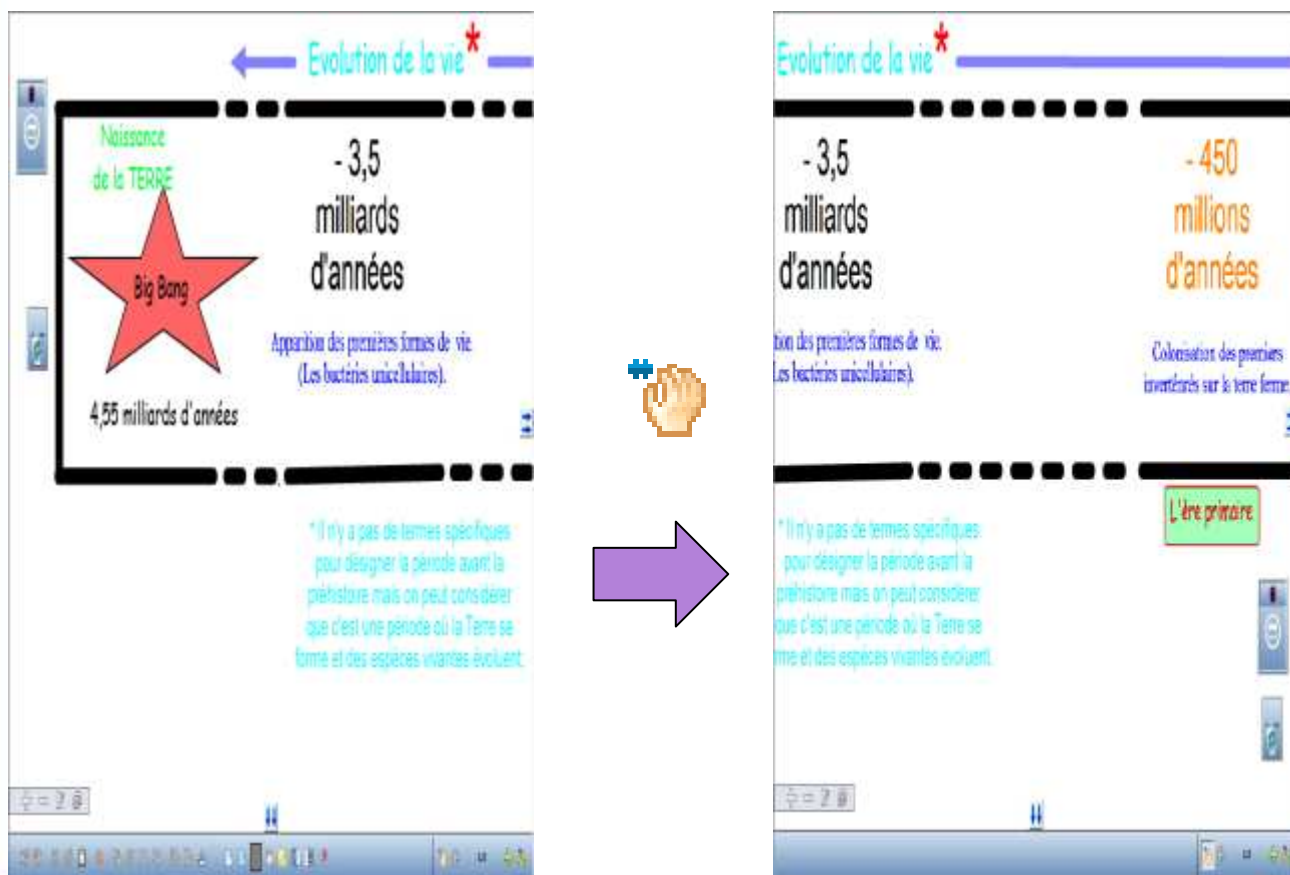 Evolution de la vie*
Naissance
de la TERRE
Big Bang
4,55 milliards d'années
- 3,5
milliards
d'années
Apparition des premières formes de vie.
(Les bactéries unicellulaires).
* Il n'y a pas de termes spécifiques
pour désigner la période avant la
préhistoire mais on peut considérer
que c'est une période où la Terre se
forme et des espèces vivantes évoluent.
Evolution de la vie*
- 3,5
milliards
d'années
tion des premières formes de vie.
Les bactéries unicellulaires).
- 450
millions
d'années
Colonisation des premiers
invertébrés sur la terre ferme
L'ère primaire
* Il n'y a pas de termes spécifiques
pour désigner la période avant la
préhistoire mais on peut considérer
que c'est une période où la Terre se
rme et des espèces vivantes évoluent.